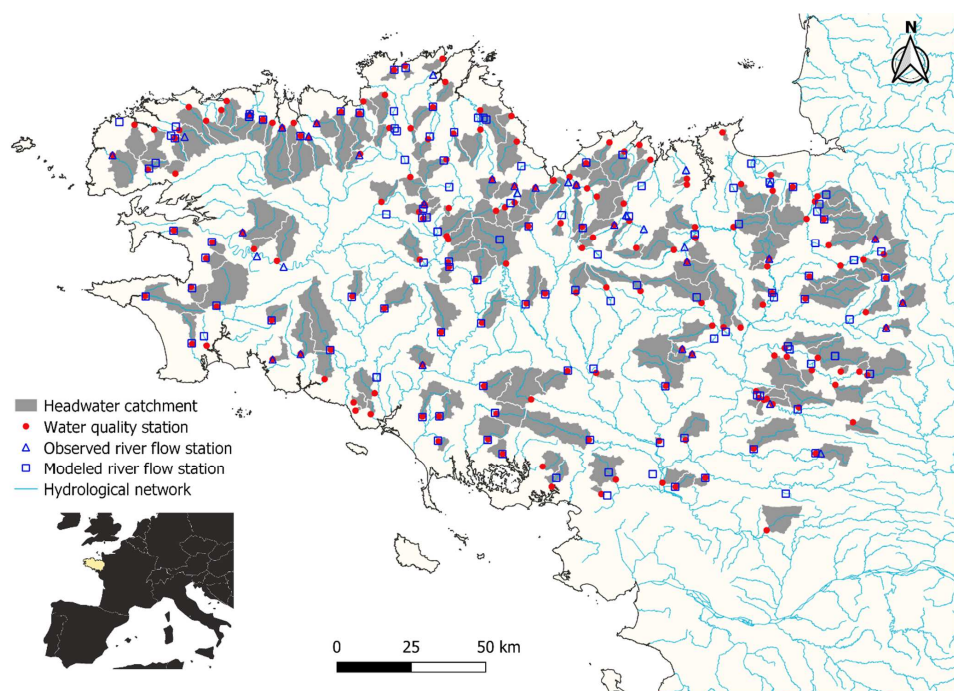 N
Headwater catchment
Water quality station
Observed river flow station
Modeled river flow station
Hydrological network
0 25 50 km